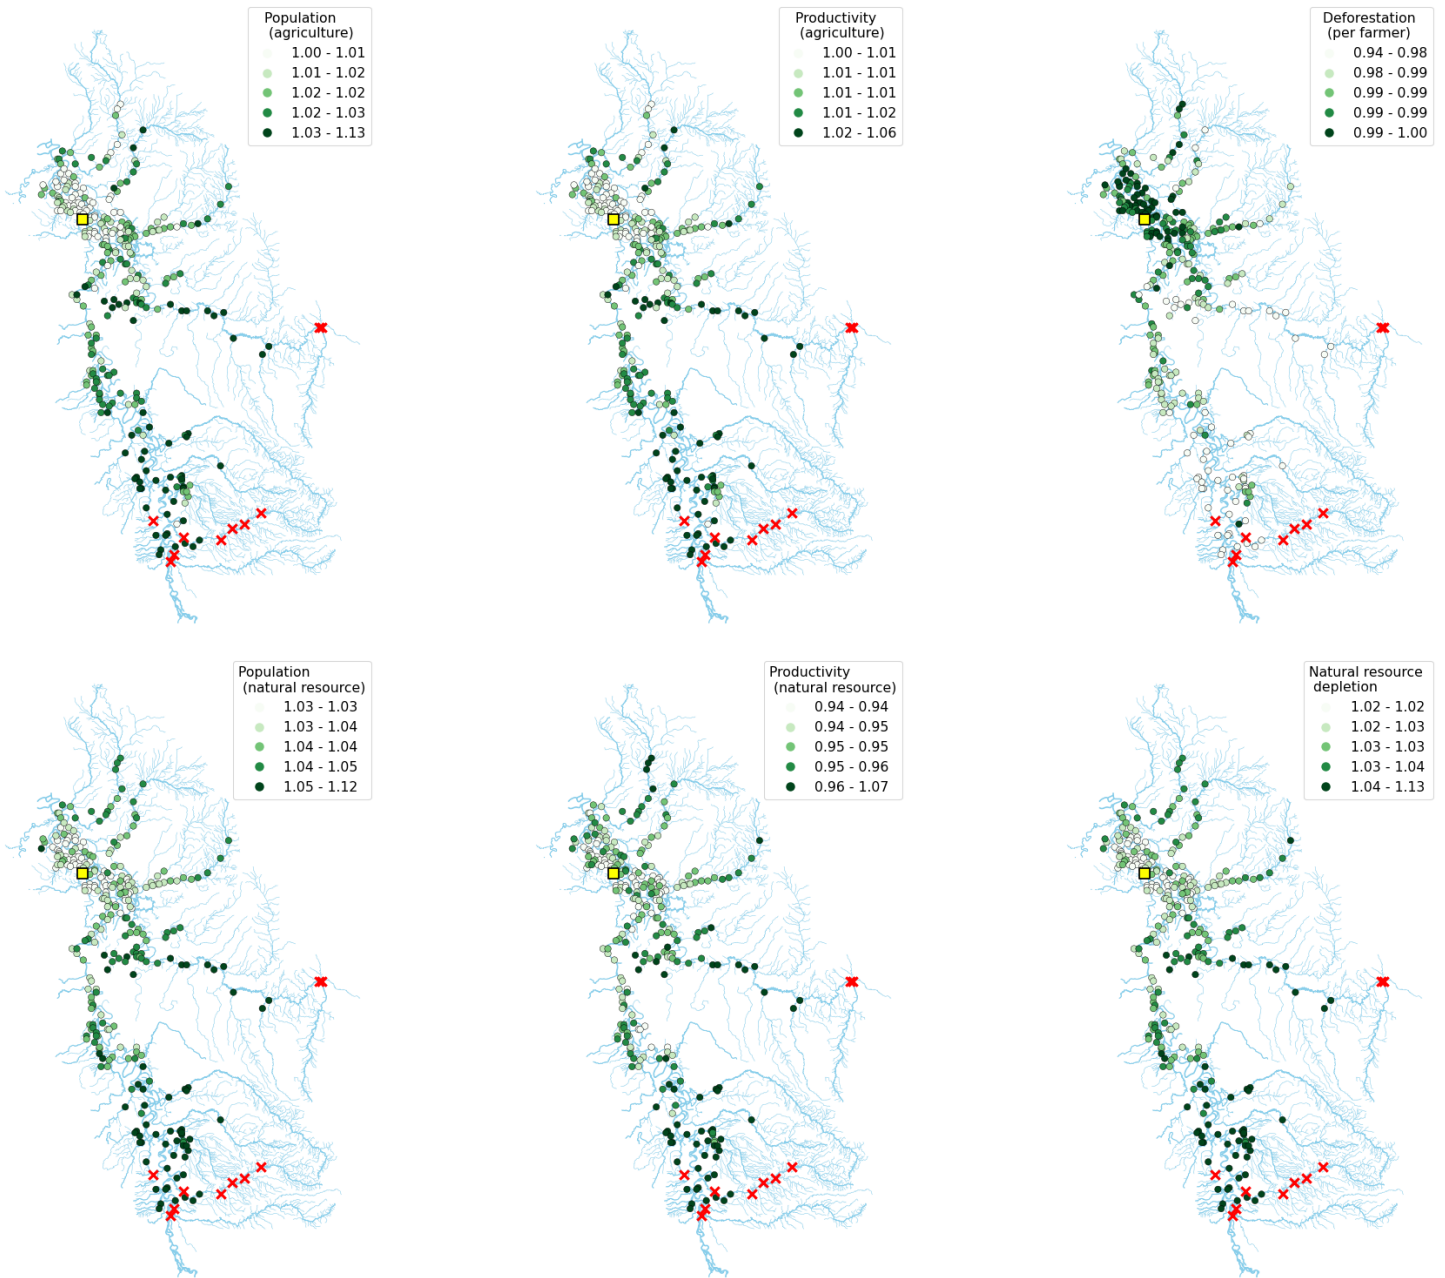 Population
(agriculture)
1.00 - 1.01
1.01 - 1.02
1.02 - 1.02
1.02 - 1.03
1.03 - 1.13
Productivity
(agriculture)
1.00 - 1.01
1.01 - 1.01
1.01 - 1.01
1.01 - 1.02
1.02 - 1.06
Deforestation
(per farmer)
0.94 - 0.98
0.98 - 0.99
0.99 - 0.99
0.99 - 0.99
0.99 - 1.00
Population
(natural resource)
1.03 - 1.03
1.03 - 1.04
1.04 - 1.04
1.04 - 1.05
1.05 - 1.12
Productivity
(natural resource)
0.94 - 0.94
0.94 - 0.95
0.95 - 0.95
0.95 - 0.96
0.96 - 1.07
Natural resource
depletion
1.02 - 1.02
1.02 - 1.03
1.03 - 1.03
1.03 - 1.04
1.04 - 1.13